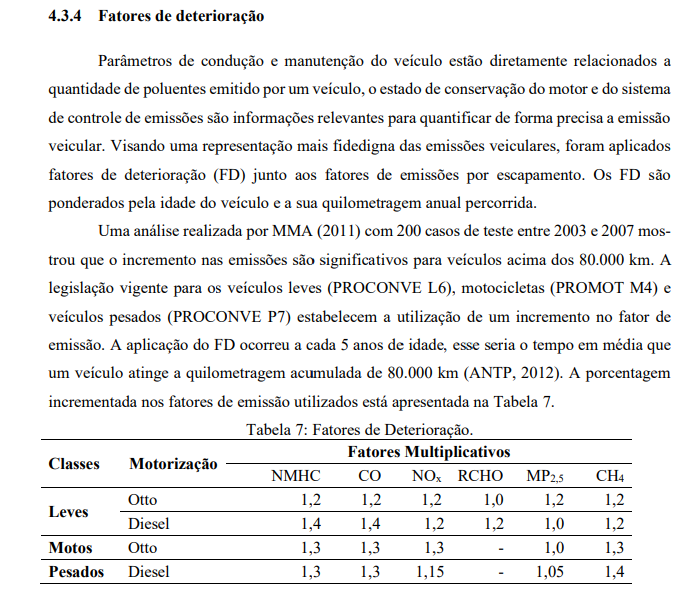 4.3.4 Fatores de deterioração
Parâmetros de condução e manutenção do veículo estão diretamente relacionados a
quantidade de poluentes emitido por um veículo, o estado de conservação do motor e do sistema
de controle de emissões são informações relevantes para quantificar de forma precisa a emissão
veicular. Visando uma representação mais fidedigna das emissões veiculares, foram aplicados
fatores de deterioração (FD) junto aos fatores de emissões por escapamento. Os FD são
ponderados pela idade do veículo e a sua quilometragem anual percorrida.
Uma análise realizada por MMA (2011) com 200 casos de teste entre 2003 e 2007 mos-
trou que o incremento nas emissões são significativos para veículos acima dos 80.000 km. A
legislação vigente para os veículos leves (PROCONVE L6), motocicletas (PROMOT M4) e
veículos pesados (PROCONVE P7) estabelecem a utilização de um incremento no fator de
emissão. A aplicação do FD ocorreu a cada 5 anos de idade, esse seria o tempo em média que
um veículo atinge a quilometragem acumulada de 80.000 km (ANTP, 2012). A porcentagem
incrementada nos fatores de emissão utilizados está apresentada na Tabela 7.
Tabela 7: Fatores de Deterioração.
Classes Motorização Fatores Multiplicativos
NMHC CO NOx RCHO MP2,5 CH4
Leves Otto 1,2 1,2 1,2 1,0 1,2 1,2
Diesel 1,4 1,4 1,2 1,2 1,0 1,2
Motos Otto 1,3 1,3 1,3 - 1,0 1,3
Pesados Diesel 1,3 1,3 1,15 - 1,05 1,4